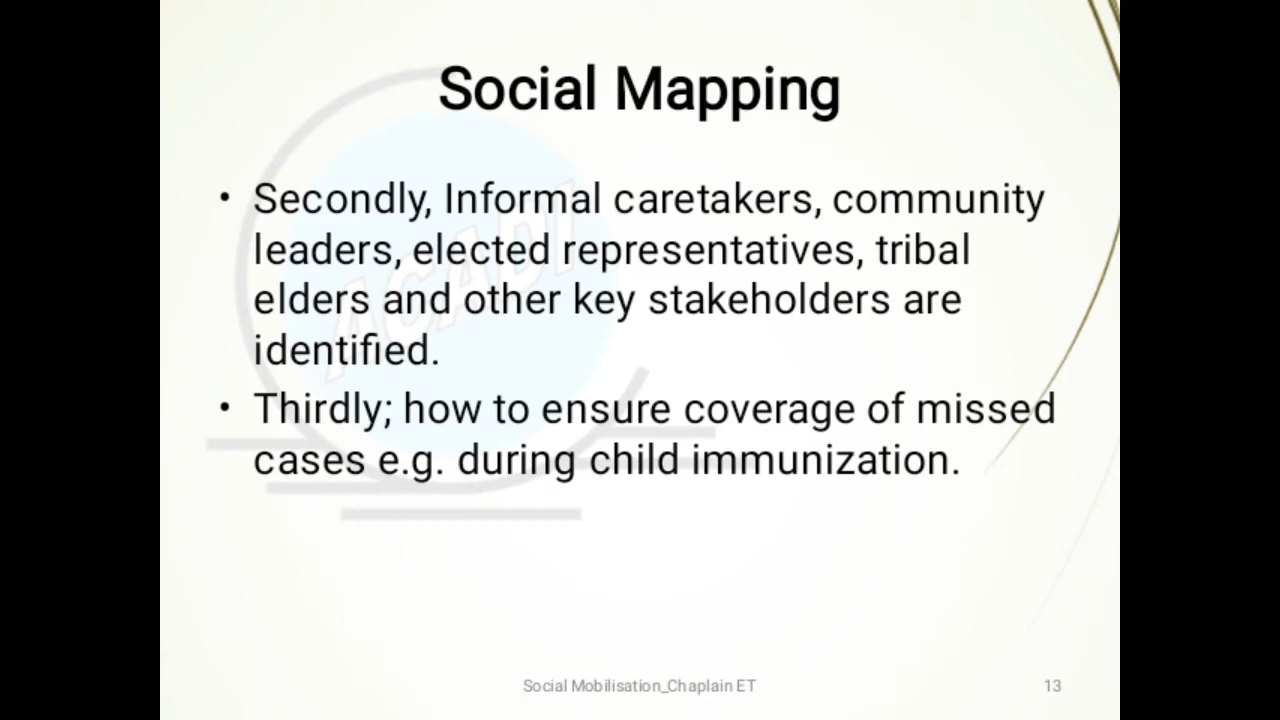 Social Mapping
• Secondly, Informal caretakers, community
leaders, elected representatives, tribal
elders and other key stakeholders are
identified.
• Thirdly; how to ensure coverage of missed
cases e.g. during child immunization.
ACADI
Social Mobilisation_Chaplain ET
13